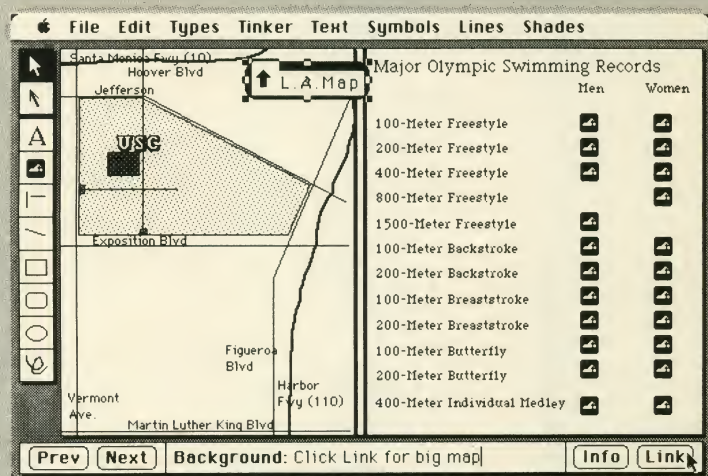 File Edit Types Tinker Text Symbols Lines Shades
Santa Monica Fwy (10)
Hoover Blvd
Jefferson
L.A.Map
USC
Exposition Blvd
Figueroa
Blvd
Harbor
Fwy (110)
Vermont
Ave.
Martin Luther King Blvd
A
Major Olympic Swimming Records
Men Women
100-Meter Freestyle
200-Meter Freestyle
400-Meter Freestyle
800-Meter Freestyle
1500-Meter Freestyle
100-Meter Backstroke
200-Meter Backstroke
100-Meter Breaststroke
200-Meter Breastroke
100-Meter Butterfly
200-Meter Butterfly
400-Meter Individual Medley
Prev Next Background: Click Link for big map Info Link